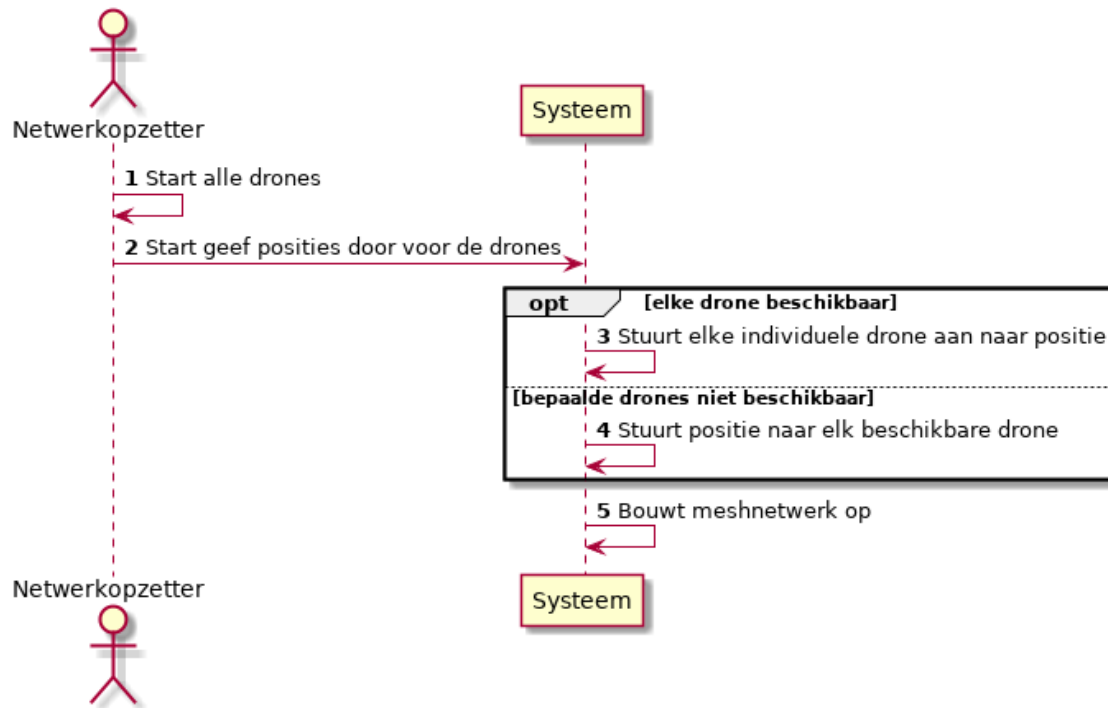 Netwerkopzetter
Systeem
1 Start alle drones
2 Start geef posities door voor de drones
opt [elke drone beschikbaar]
3 Stuurt elke individuele drone aan naar positie
[bepaalde drones niet beschikbaar]
4 Stuurt positie naar elk beschikbare drone
5 Bouwt meshnetwerk op
Netwerkopzetter
Systeem